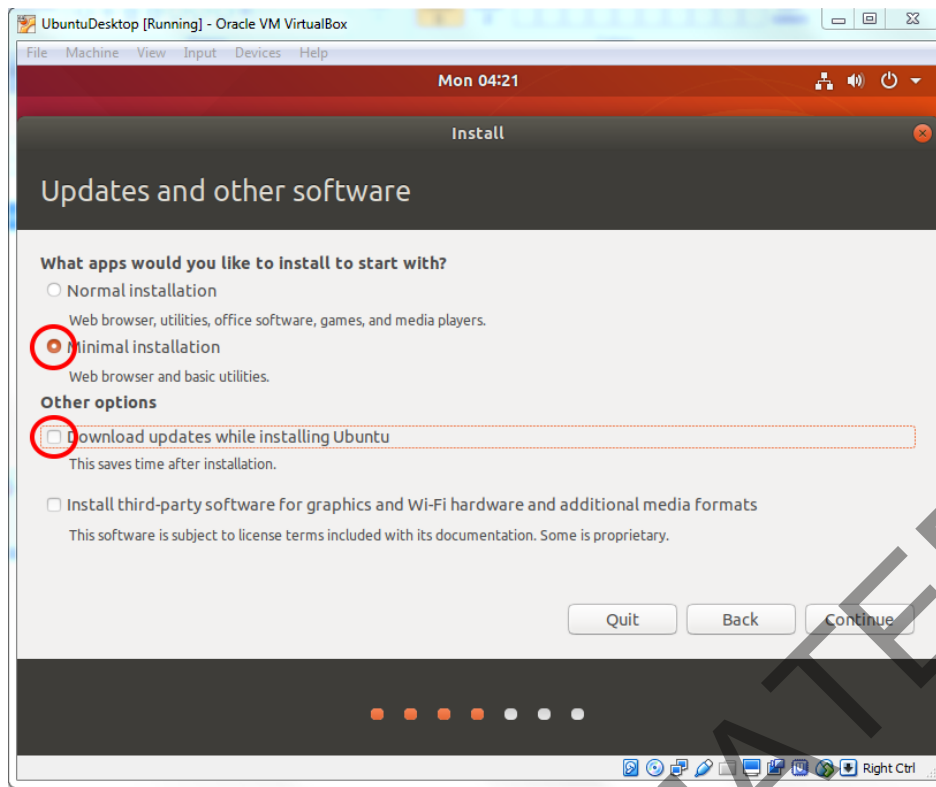 UbuntuDesktop [Running] - Oracle VM VirtualBox
File Machine View Input Devices Help
Mon 04:21
Install
Updates and other software
What apps would you like to install to start with?
Normal installation
Web browser, utilities, office software, games, and media players.
Minimal installation
Web browser and basic utilities.
Other options
Download updates while installing Ubuntu
This saves time after installation.
Install third-party software for graphics and Wi-Fi hardware and additional media formats
This software is subject to license terms included with its documentation. Some is proprietary.
Quit Back Continue
Right Ctrl